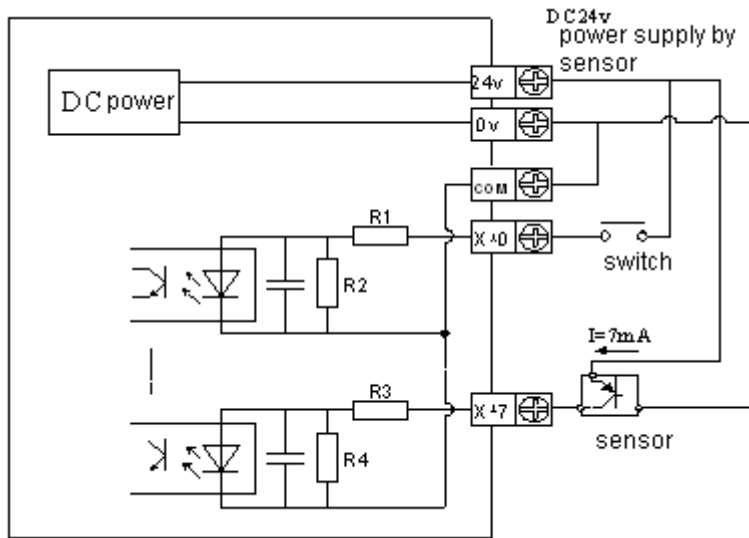 DC24v
power supply by
sensor
24v
DC power
0v
COM
R1
X*0
switch
R2
I=7mA
R3
X*7
sensor
R4